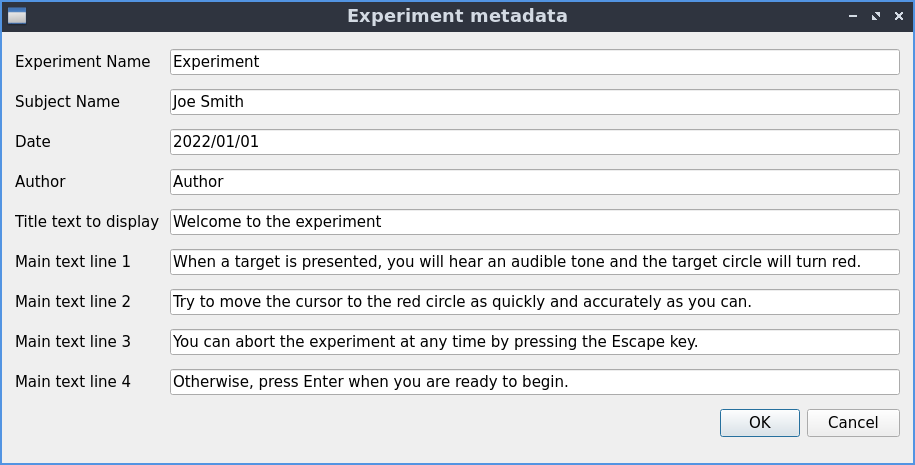 Experiment metadata
Experiment Name Experiment
Subject Name Joe Smith
Date 2022/01/01
Author Author
Title text to display Welcome to the experiment
Main text line 1 When a target is presented, you will hear an audible tone and the target circle will turn red.
Main text line 2 Try to move the cursor to the red circle as quickly and accurately as you can.
Main text line 3 You can abort the experiment at any time by pressing the Escape key.
Main text line 4 Otherwise, press Enter when you are ready to begin.
OK Cancel